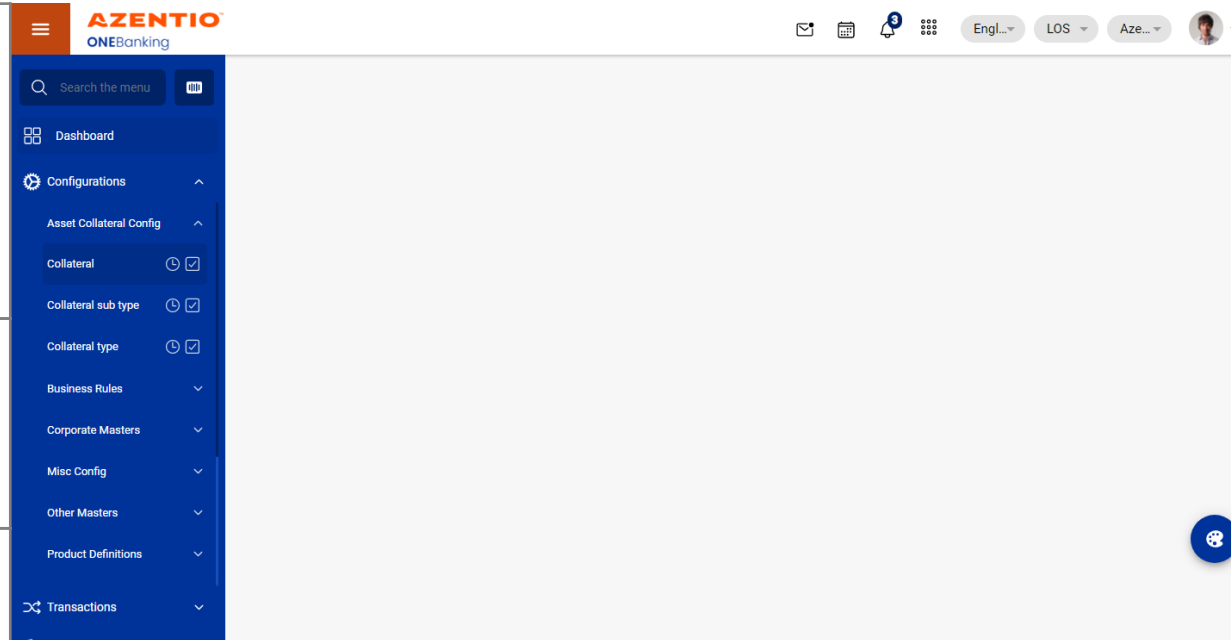 AZENTIO
ONEBanking
3
Engl...
LOS
Aze...
Search the menu
Dashboard
Configurations
Asset Collateral Config
Collateral
Collateral sub type
Collateral type
Business Rules
Corporate Masters
Misc Config
Other Masters
Product Definitions
Transactions